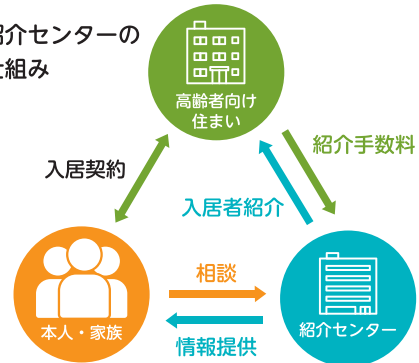 介センターの
組み
高齢者向け
住まい
紹介手数料
入居契約
入居者紹介
相談
本人・家族
紹介センター
情報提供